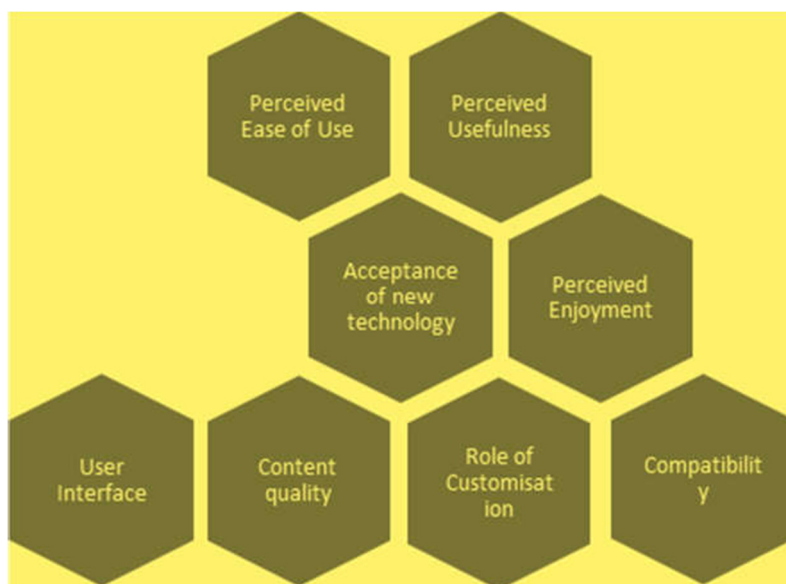 Perceived
Ease of Use
Perceived
Usefulness
Acceptance
of new
technology
Perceived
Enjoyment
User
Interface
Content
quality
Role of
Customisat
ion
Compatibilit
y